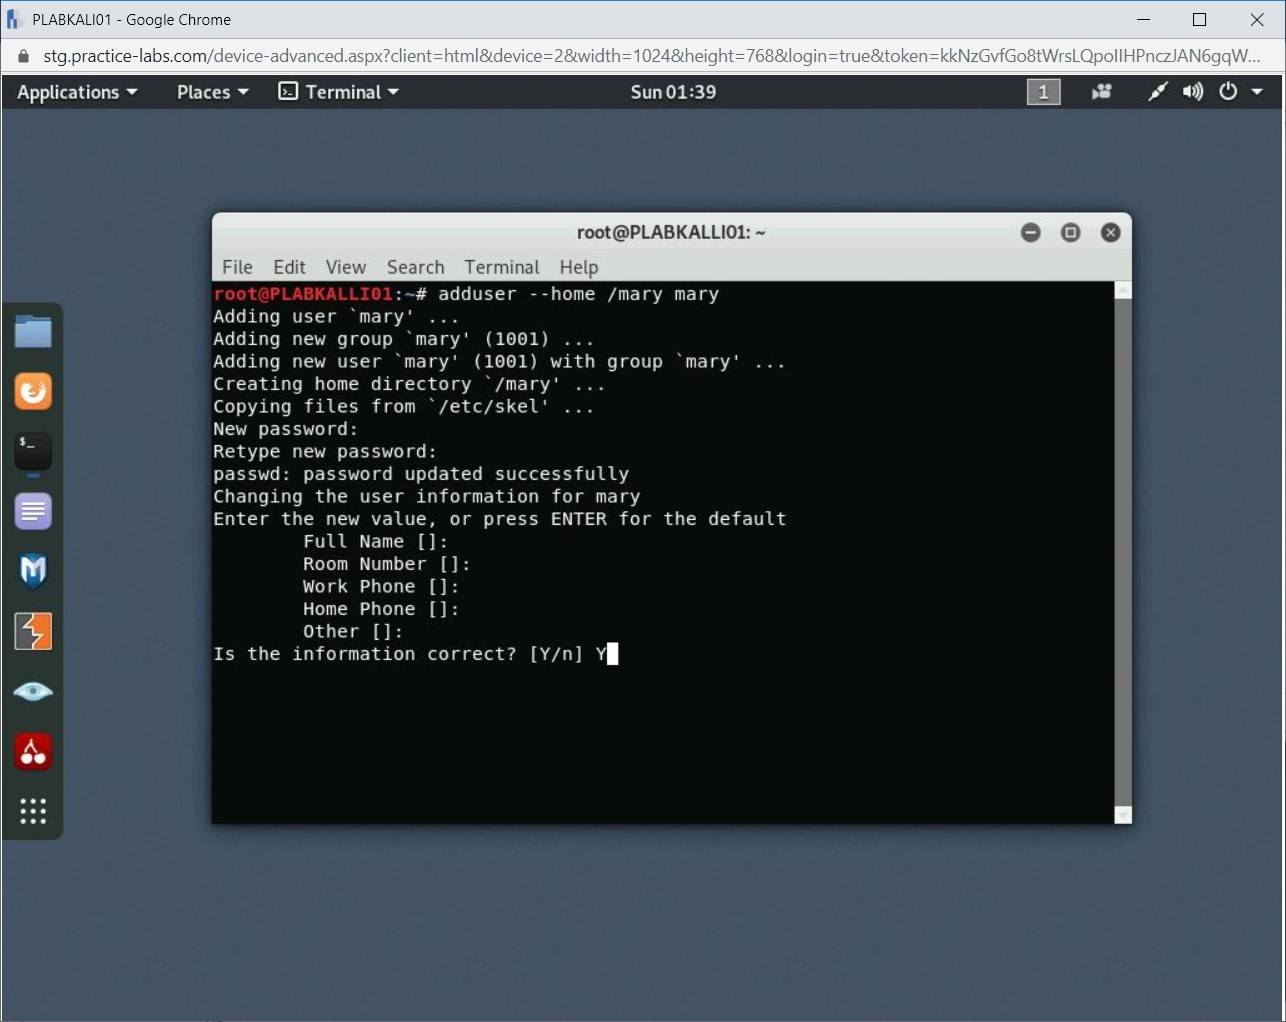 PLABKALI01 - Google Chrome
stg.practice-labs.com/device-advanced.aspx?client=html&device=2&width=1024&height=768&login=true&token=kkNzGvfGo8tWrsLQpoIIHPnczJAN6gqW...
Applications Places Terminal Sun 01:39 1
root@PLABKALLI01: ~
File Edit View Search Terminal Help
root@PLABKALLI01:~# adduser --home /mary mary
Adding user `mary' ...
Adding new group `mary' (1001) ...
Adding new user `mary' (1001) with group `mary' ...
Creating home directory `/mary' ...
Copying files from `/etc/skel' ...
New password:
Retype new password:
passwd: password updated successfully
Changing the user information for mary
Enter the new value, or press ENTER for the default
Full Name []:
Room Number []:
Work Phone []:
Home Phone []:
Other []:
Is the information correct? [Y/n] Y
$_